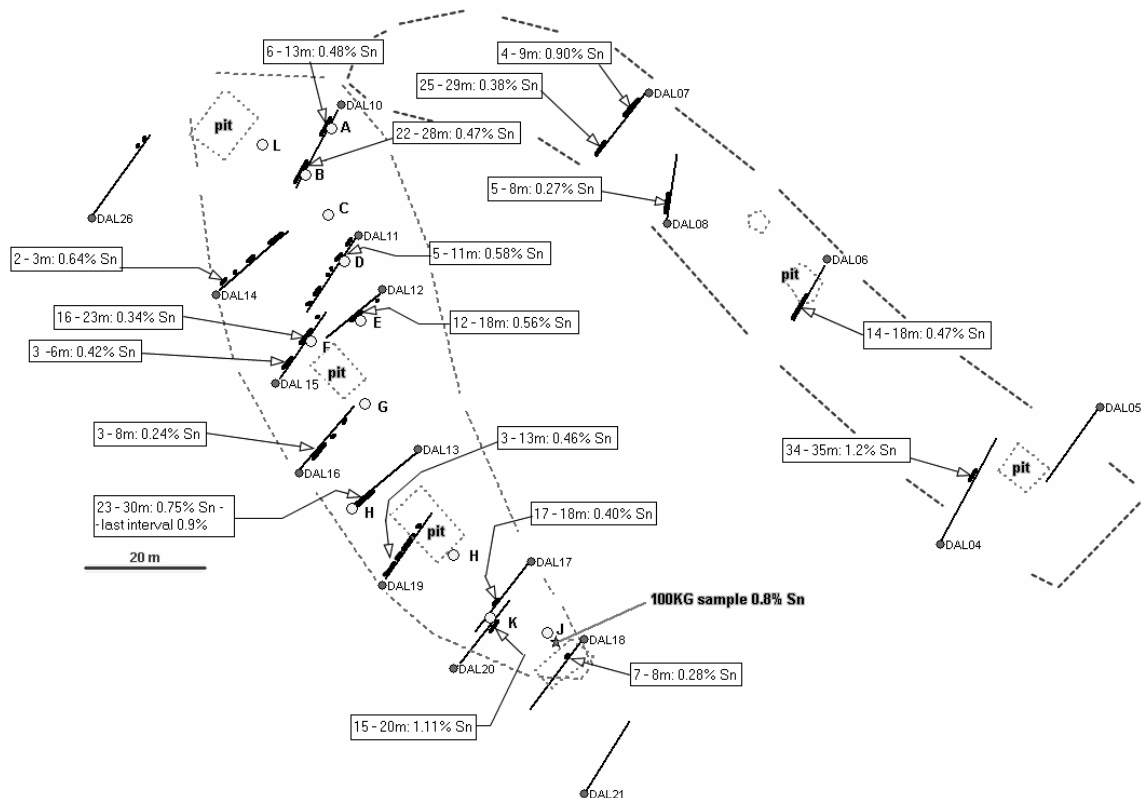 6 - 13m: 0.48% Sn
4 - 9m: 0.90% Sn
25 - 29m: 0.38% Sn
DAL07
DAL10
pit
A
22 - 28m: 0.47% Sn
L
B
5 - 8m: 0.27% Sn
C
DAL26
DAL08
DAL11
2 - 3m: 0.64% Sn
D
5 - 11m: 0.58% Sn
DAL06
pit
DAL14
DAL12
16 - 23m: 0.34% Sn
E
12 - 18m: 0.56% Sn
14 - 18m: 0.47% Sn
3 -6m: 0.42% Sn
F
pit
DAL 15
G
DAL05
3 - 8m: 0.24% Sn
3 - 13m: 0.46% Sn
DAL13
34 - 35m: 1.2% Sn
pit
DAL16
23 - 30m: 0.75% Sn -
- last interval 0.9%
H
17 - 18m: 0.40% Sn
pit
DAL04
20 m
H
DAL17
DAL19
100KG sample 0.8% Sn
K
J
DAL18
DAL20
7 - 8m: 0.28% Sn
15 - 20m: 1.11% Sn
DAL21